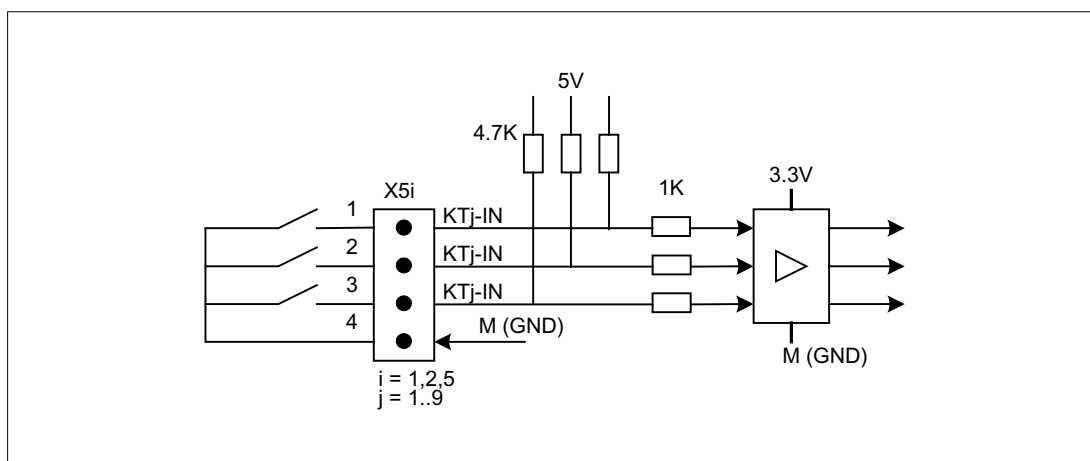 5V
4.7K
1K
3.3V
X5i
1
KTj-IN
2
KTj-IN
3
KTj-IN
4
M (GND)
M (GND)
i = 1,2,5
j = 1..9